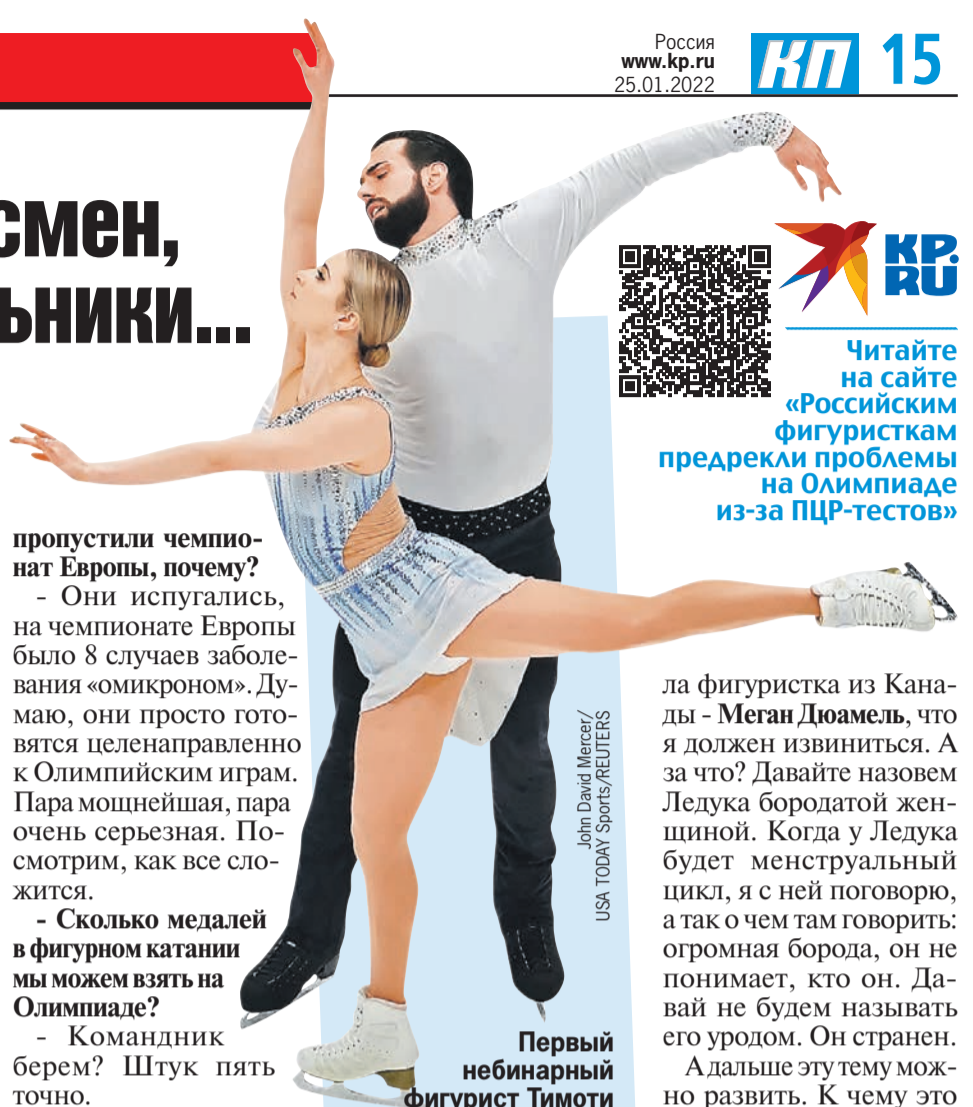 Россия
www.kp.ru
25.01.2022
КП
15
смен,
ьники...
KP.
RU
Читайте
на сайте
«Российским
фигуристкам
предрекли проблемы
на Олимпиаде
из-за ПЦР-тестов»
пропустили чемпио-
нат Европы, почему?
- Они испугались,
на чемпионате Европы
было 8 случаев заболе-
вания «омикроном». Ду-
маю, они просто гото-
вятся целенаправленно
к Олимпийским играм.
Пара мощнейшая, пара
очень серьезная. По-
смотрим, как все сло-
жится.
- Сколько медалей
в фигурном катании
мы можем взять на
Олимпиаде?
- Командник
берем? Штук пять
точно.
John David Mercer/
USA TODAY Sports/REUTERS
Первый
небинарный
фигурист Тимоти
ла фигуристка из Кана-
ды - Меган Дюамель, что
я должен извиниться. А
за что? Давайте назовем
Ледука бородатой жен-
щиной. Когда у Ледука
будет менструальный
цикл, я с ней поговорю,
а так о чем там говорить:
огромная борода, он не
понимает, кто он. Да-
вай не будем называть
его уродом. Он странен.
А дальше эту тему мож-
но развить. К чему это